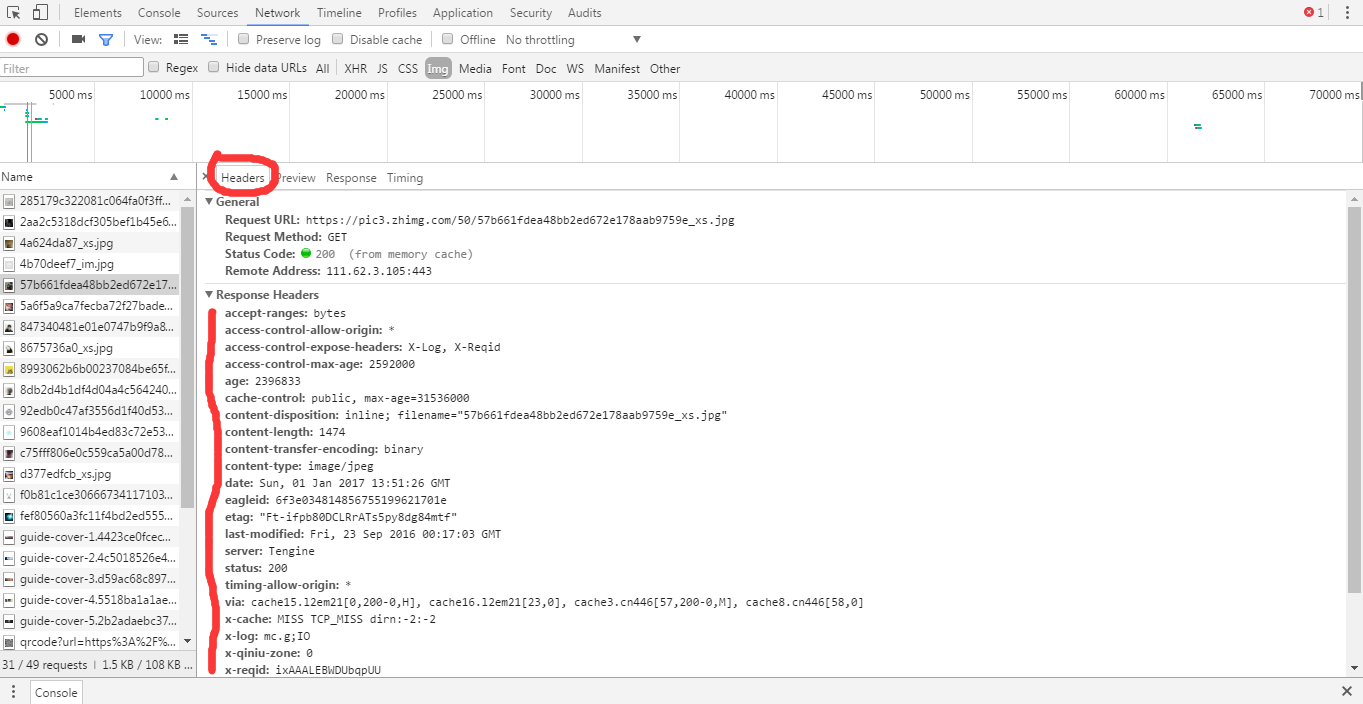 Elements Console Sources Network Timeline Profiles Application Security Audits 1
View: Preserve log Disable cache Offline No throttling
Filter Regex Hide data URLs All XHR JS CSS Img Media Font Doc WS Manifest Other
5000 ms 10000 ms 15000 ms 20000 ms 25000 ms 30000 ms 35000 ms 40000 ms 45000 ms 50000 ms 55000 ms 60000 ms 65000 ms 70000 ms
Name
285179c322081c064fa0f3ff...
2aa2c5318dcf305bef1b45e6...
4a624da87_xs.jpg
4b70deef7_im.jpg
57b661fdea48bb2ed672e17...
5a6f5a9ca7fecba72f27bade...
847340481e01e0747b9f9a8...
8675736a0_xs.jpg
8993062b6b00237084be65f...
8db2d4b1df4d04a4c564240...
92edb0c47af3556d1f40d53...
9608eaf1014b4ed83c72e53...
c75fff806e0c559ca5a00d78...
d377edfcb_xs.jpg
f0b81c1ce30666734117103...
fef80560a3fc11f4bd2ed555...
guide-cover-1.4423ce0fcec...
guide-cover-2.4c5018526e4...
guide-cover-3.d59ac68c897...
guide-cover-4.5518ba1a1ae...
guide-cover-5.2b2adaebc37...
qrcode?url=https%3A%2F%...
31 / 49 requests | 1.5 KB / 108 KB ...
Headers Preview Response Timing
General
Request URL: https://pic3.zhimg.com/50/57b661fdea48bb2ed672e178aab9759e_xs.jpg
Request Method: GET
Status Code: 200 (from memory cache)
Remote Address: 111.62.3.105:443
Response Headers
accept-ranges: bytes
access-control-allow-origin: *
access-control-expose-headers: X-Log, X-Reqid
access-control-max-age: 2592000
age: 2396833
cache-control: public, max-age=31536000
content-disposition: inline; filename="57b661fdea48bb2ed672e178aab9759e_xs.jpg"
content-length: 1474
content-transfer-encoding: binary
content-type: image/jpeg
date: Sun, 01 Jan 2017 13:51:26 GMT
eagleid: 6f3e034814856755199621701e
etag: "Ft-ifpb80DCLRrATs5py8dg84mtf"
last-modified: Fri, 23 Sep 2016 00:17:03 GMT
server: Tengine
status: 200
timing-allow-origin: *
via: cache15.l2em21[0,200-0,H], cache16.l2em21[23,0], cache3.cn446[57,200-0,M], cache8.cn446[58,0]
x-cache: MISS TCP_MISS dirn:-2:-2
x-log: mc.g;IO
x-qiniu-zone: 0
x-reqid: ixAAALEBWDUbqpUU
Console